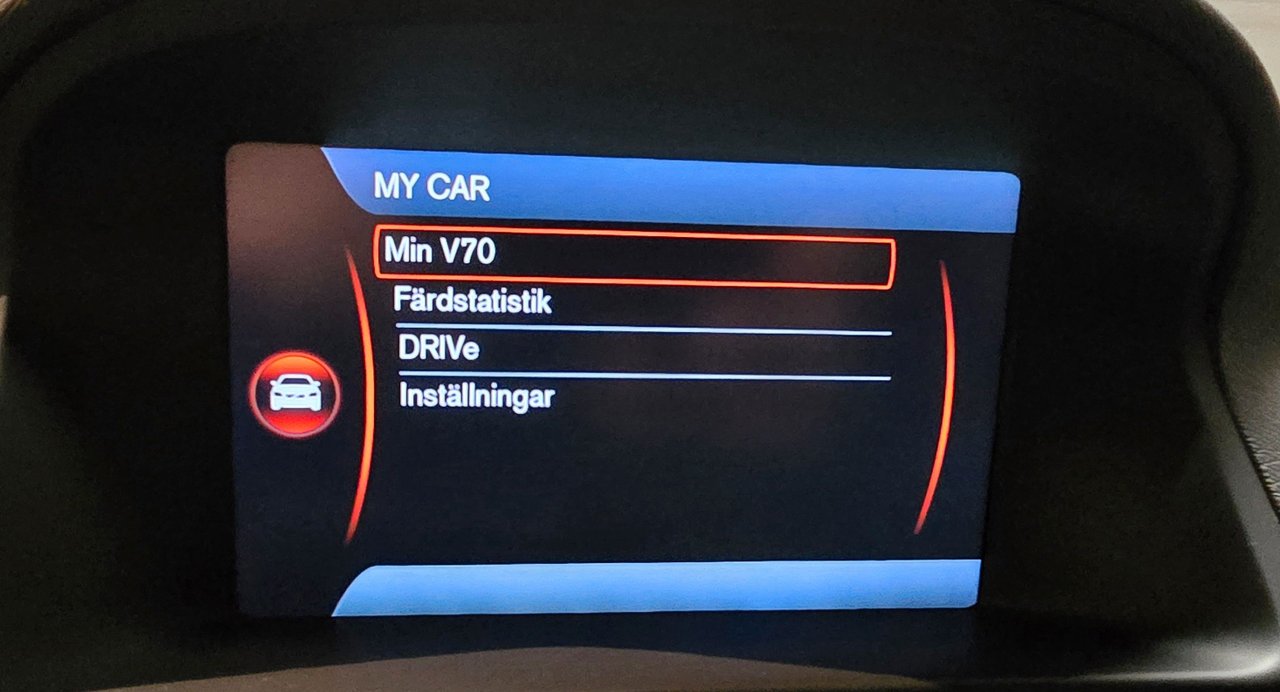 MY CAR
Min V70
Färdstatistik
DRIVe
Inställningar